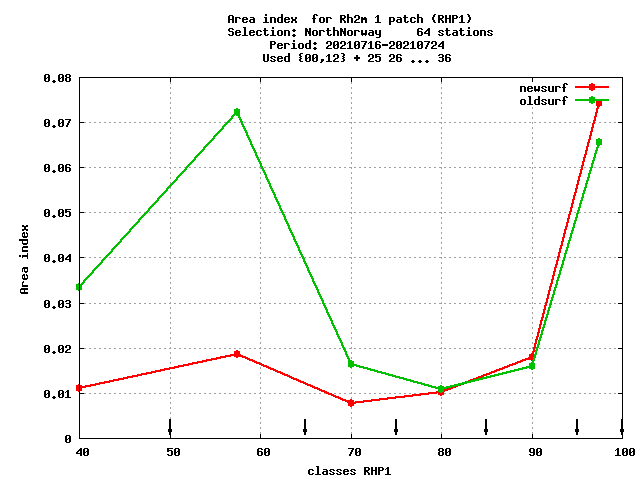 Area index  for Rh2m 1 patch (RHP1)
Selection: NorthNorway     64 stations
Period: 20210716-20210724
Used {00,12} + 25 26 ... 36
newsurf
oldsurf
0.08
0.07
0.06
0.05
0.04
0.03
0.02
0.01
0
Area index
40 50 60 70 80 90 100
classes RHP1